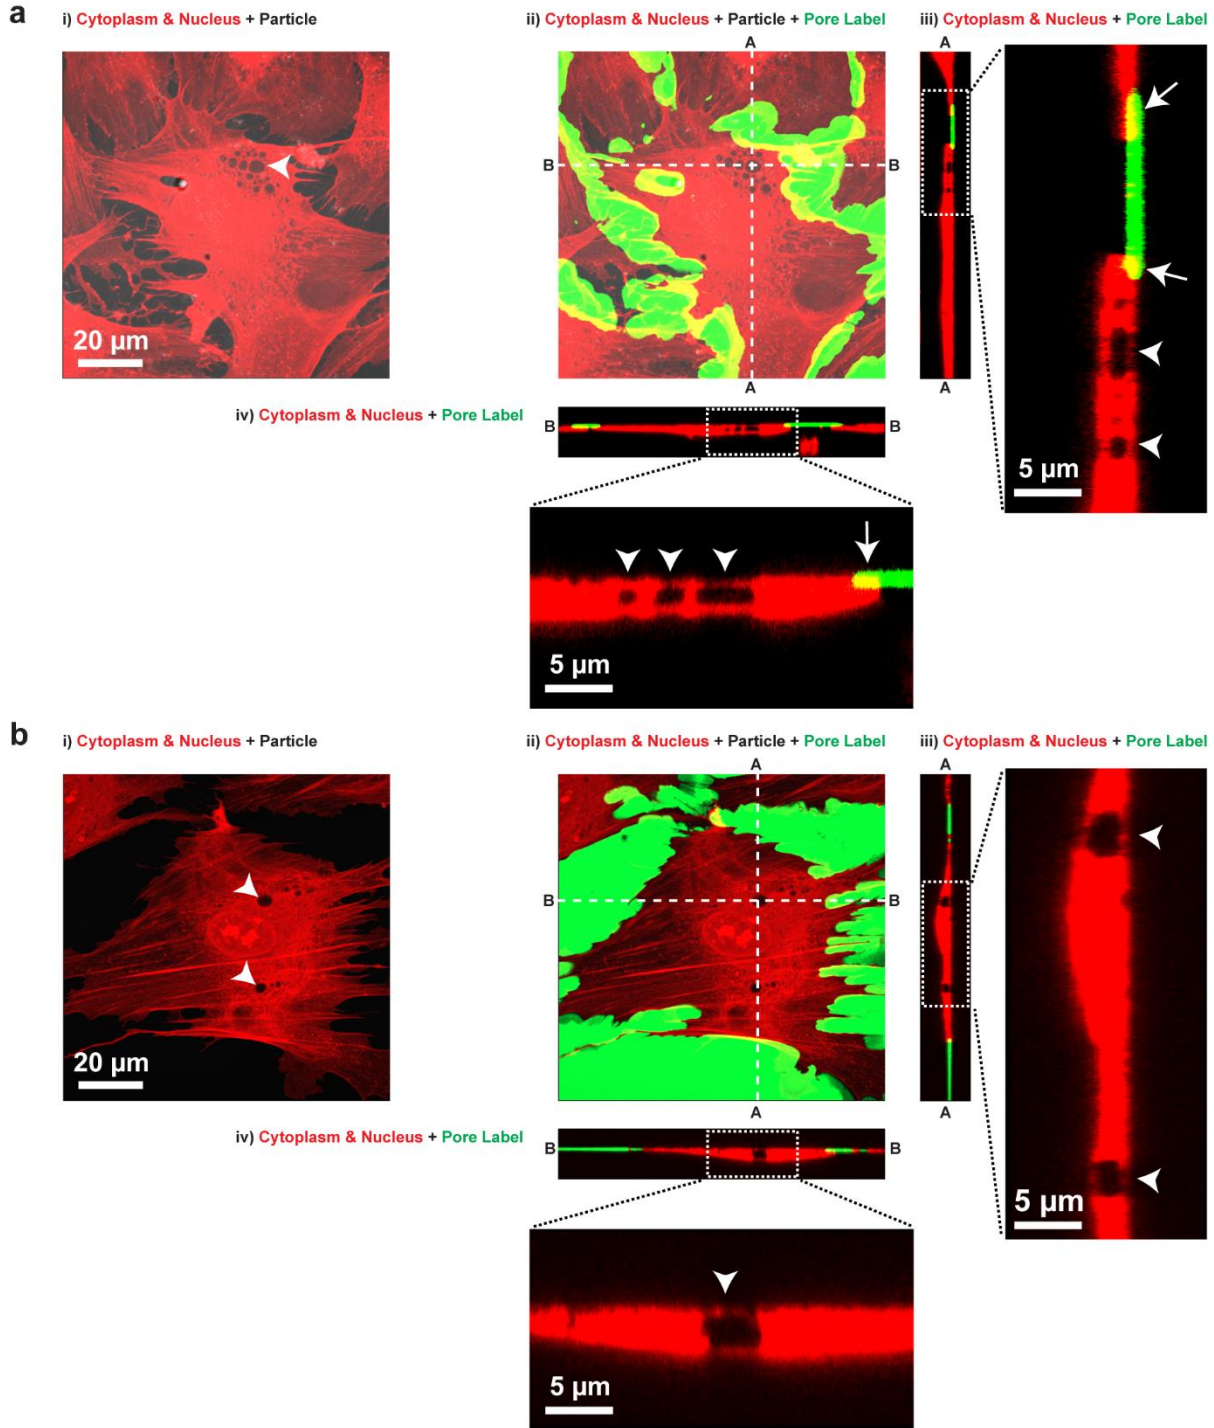 a
i) Cytoplasm & Nucleus + Particle
ii) Cytoplasm & Nucleus + Particle + Pore Label
iii) Cytoplasm & Nucleus + Pore Label
A
A
B
B
20 µm
A
A
5 µm
iv) Cytoplasm & Nucleus + Pore Label
B
B
5 µm
b
i) Cytoplasm & Nucleus + Particle
ii) Cytoplasm & Nucleus + Particle + Pore Label
iii) Cytoplasm & Nucleus + Pore Label
A
A
B
B
20 µm
A
A
iv) Cytoplasm & Nucleus + Pore Label
B
B
5 µm
5 µm